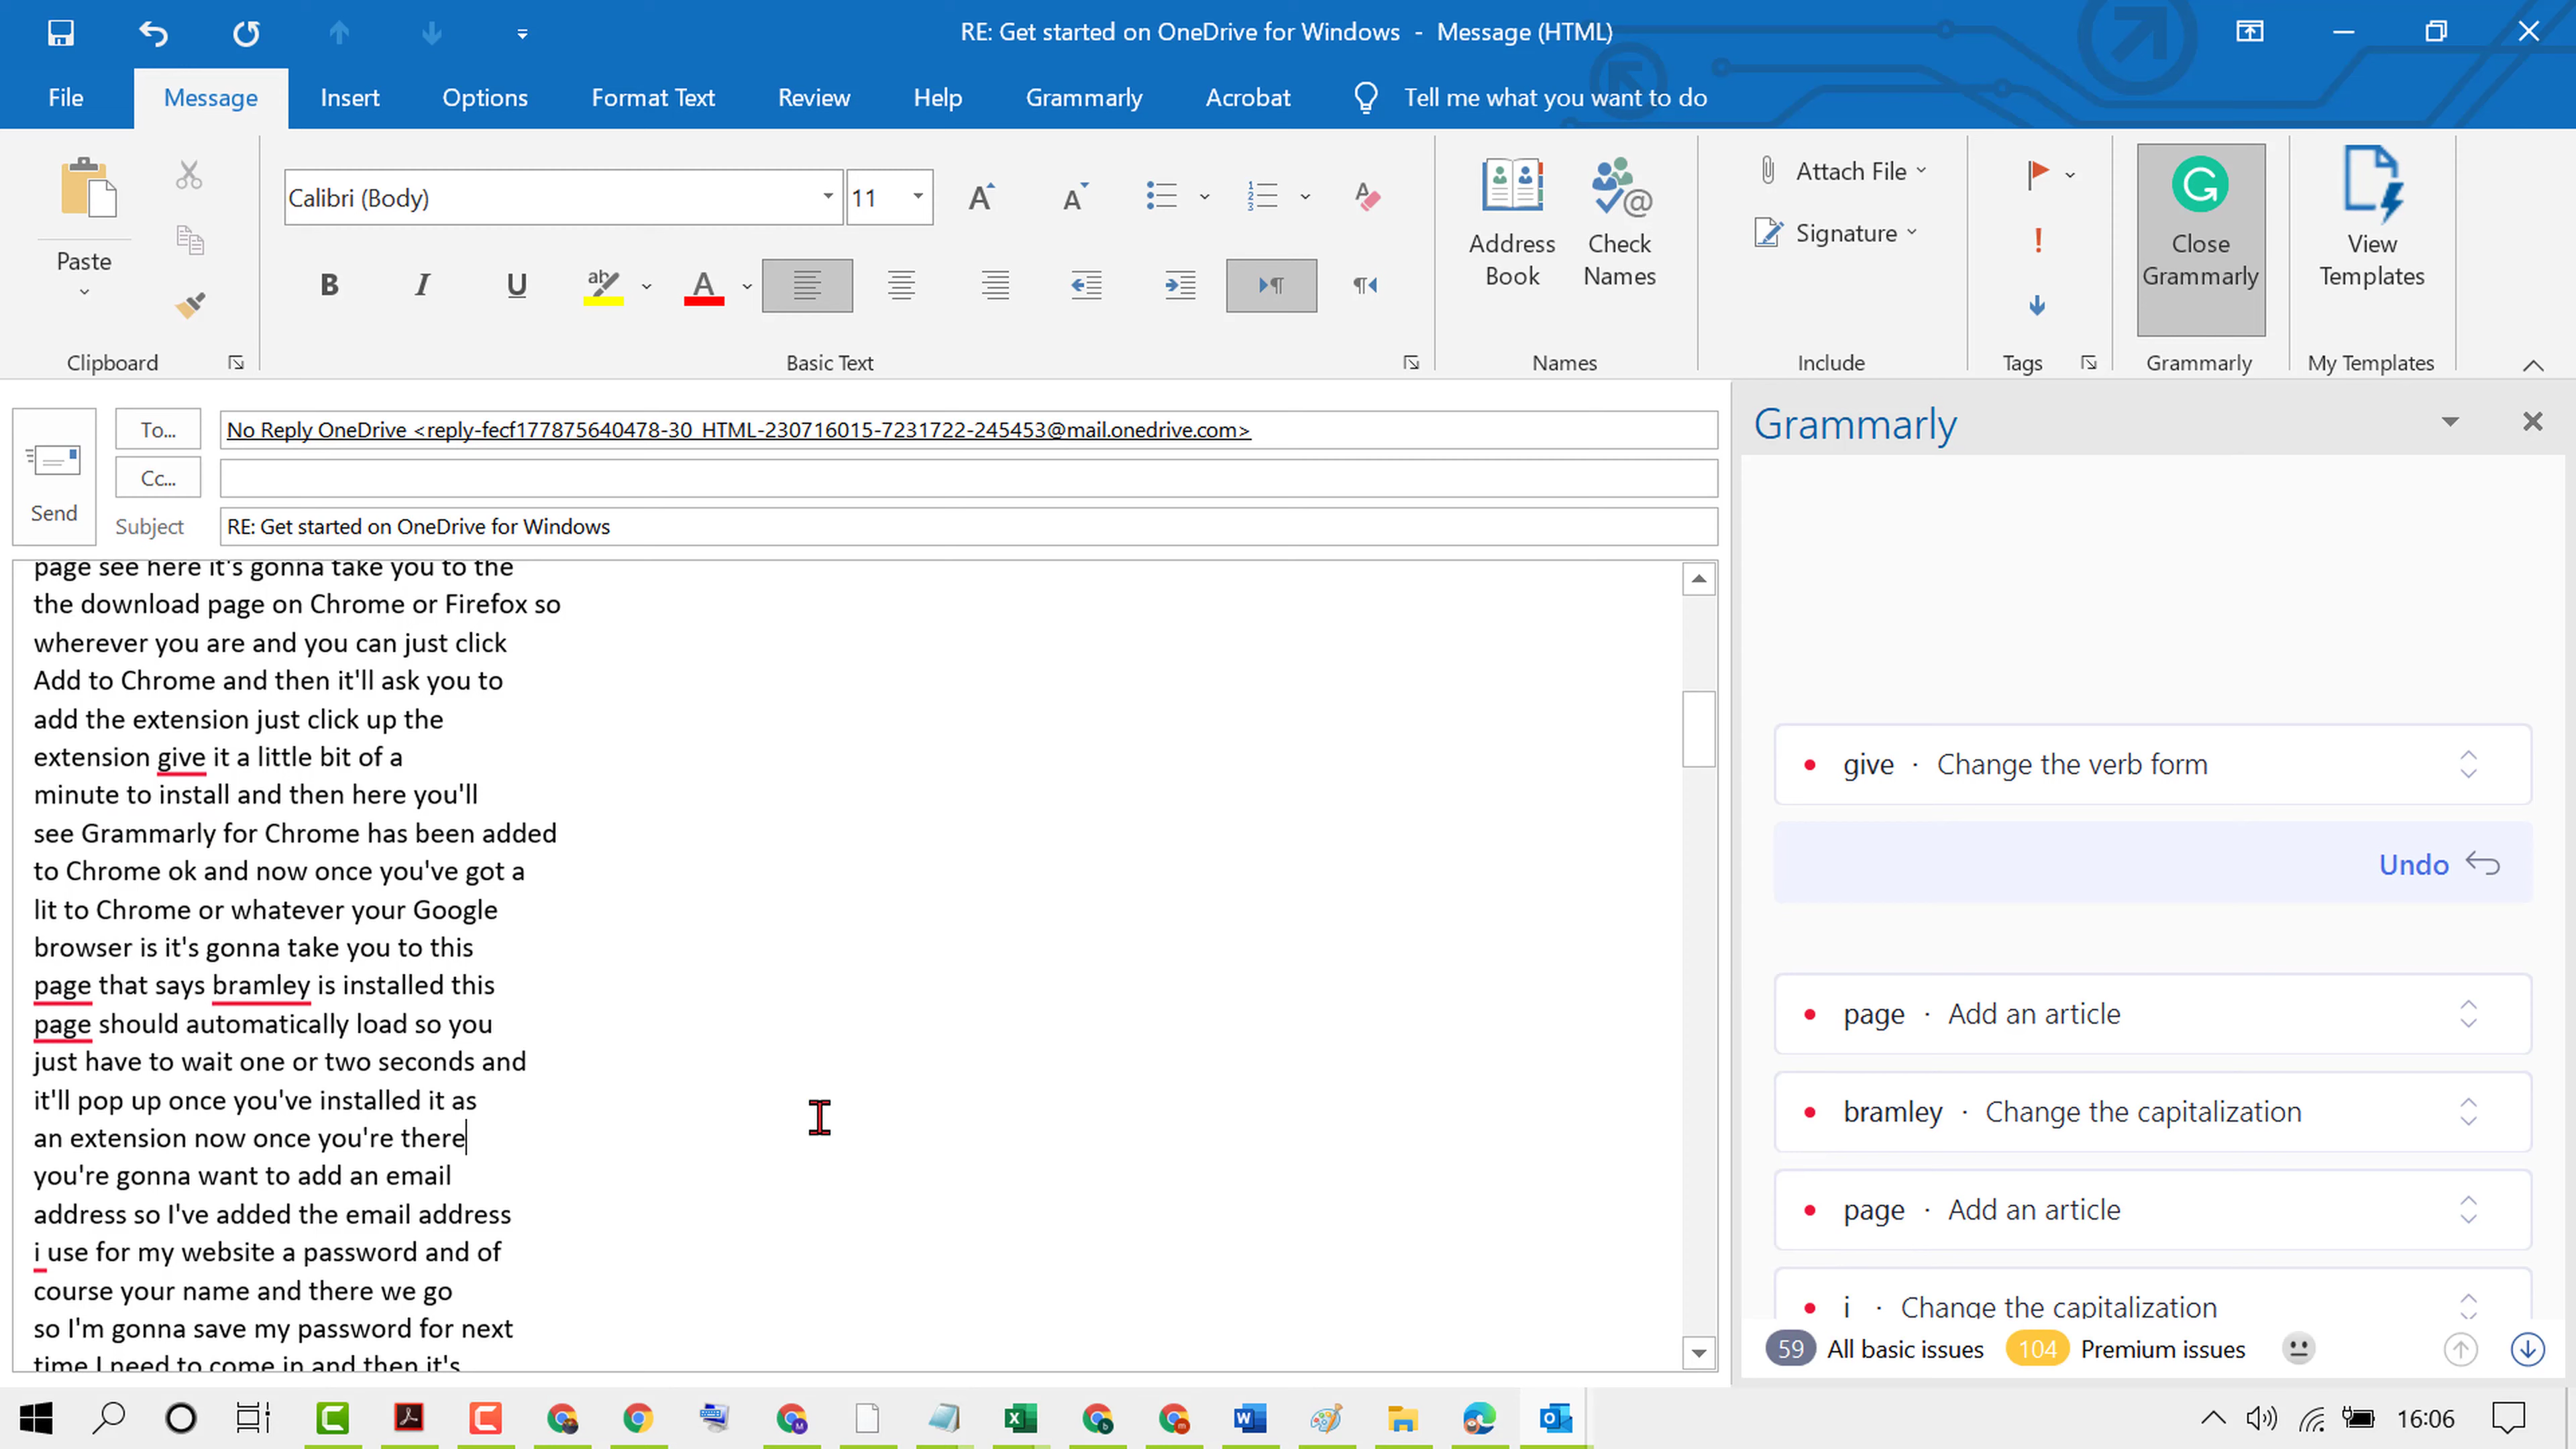 RE: Get started on OneDrive for Windows - Message (HTML)
File Message Insert Options Format Text Review Help Grammarly Acrobat Tell me what you want to do
Paste
Clipboard
Calibri (Body) 11
B I U ab A
Basic Text
Address Book
Check Names
Names
Attach File
Signature
Include
Tags
Close Grammarly
Grammarly
View Templates
My Templates
Send
To... No Reply OneDrive <reply-fecf177875640478-30_HTML-230716015-7231722-245453@mail.onedrive.com>
Cc...
Subject RE: Get started on OneDrive for Windows
page see here it's gonna take you to the
the download page on Chrome or Firefox so
wherever you are and you can just click
Add to Chrome and then it'll ask you to
add the extension just click up the
extension give it a little bit of a
minute to install and then here you'll
see Grammarly for Chrome has been added
to Chrome ok and now once you've got a
lit to Chrome or whatever your Google
browser is it's gonna take you to this
page that says bramley is installed this
page should automatically load so you
just have to wait one or two seconds and
it'll pop up once you've installed it as
an extension now once you're there
you're gonna want to add an email
address so I've added the email address
i use for my website a password and of
course your name and there we go
so I'm gonna save my password for next
time I need to come in and then it's
Grammarly
give · Change the verb form
Undo
page · Add an article
bramley · Change the capitalization
page · Add an article
i · Change the capitalization
59 All basic issues 104 Premium issues
16:06